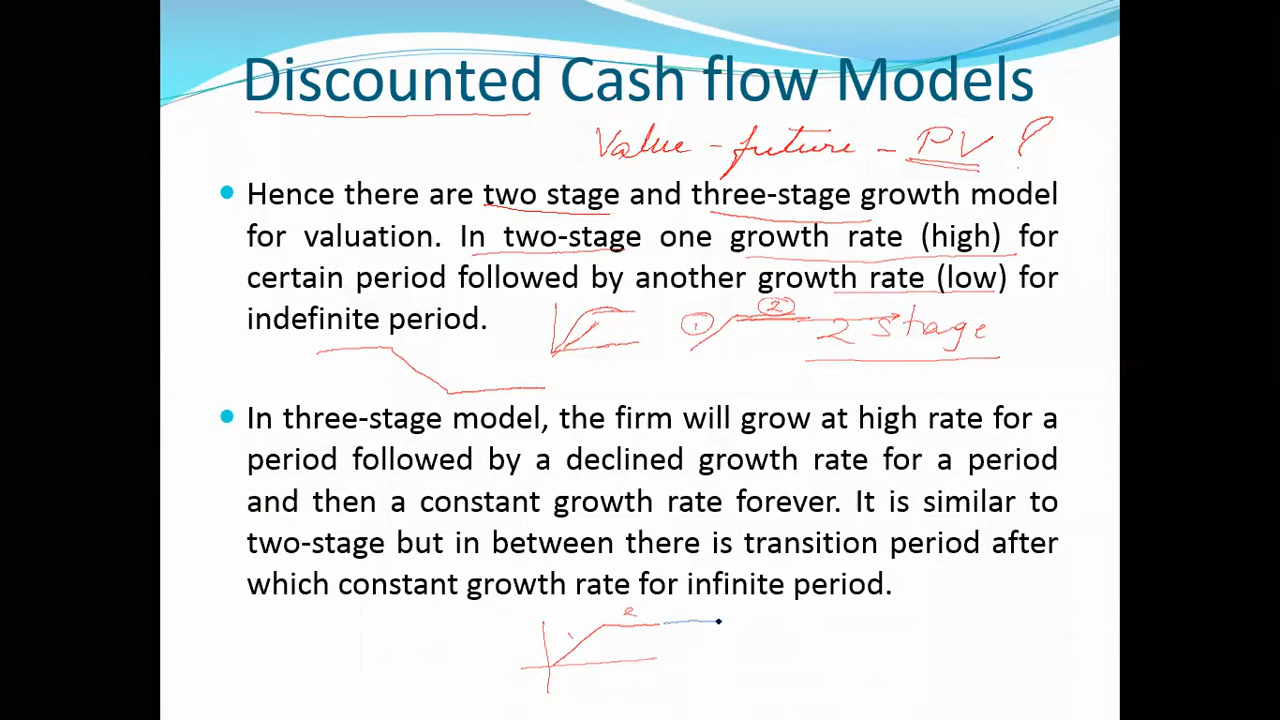 Discounted Cash flow Models
Value - future - PV ?
Hence there are two stage and three-stage growth model
for valuation. In two-stage one growth rate (high) for
certain period followed by another growth rate (low) for
indefinite period.
1 2 2 stage
In three-stage model, the firm will grow at high rate for a
period followed by a declined growth rate for a period
and then a constant growth rate forever. It is similar to
two-stage but in between there is transition period after
which constant growth rate for infinite period.
2